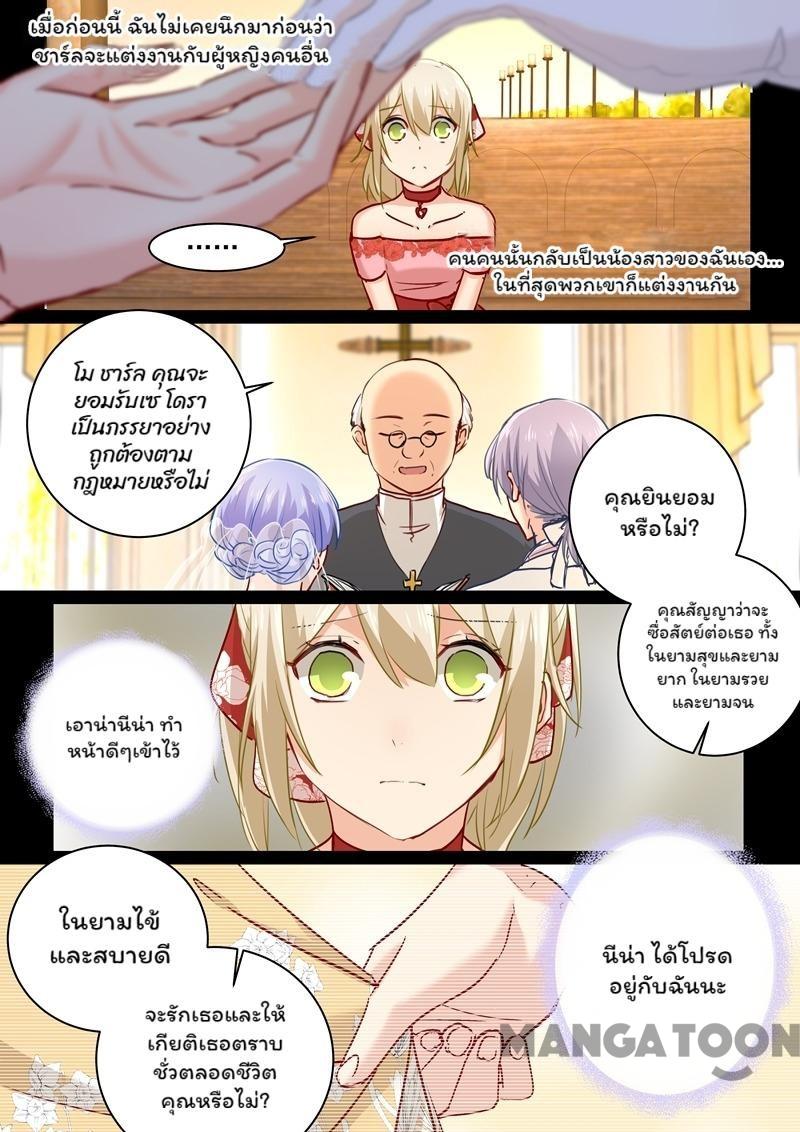 เมื่อก่อนนี้ ฉันไม่เคยนึกมาก่อนว่า
ชาร์ลจะแต่งงานกับผู้หญิงคนอื่น
......
คนคนนั้นกลับเป็นน้องสาวของฉันเอง...
ในที่สุดพวกเขาก็แต่งงานกัน
โม ชาร์ล คุณจะ
ยอมรับเซ โดรา
เป็นภรรยาอย่าง
ถูกต้องตาม
กฎหมายหรือไม่
คุณยินยอม
หรือไม่?
คุณสัญญาว่าจะ
ซื่อสัตย์ต่อเธอ ทั้ง
ในยามสุขและยาม
ยาก ในยามรวย
และยามจน
เอาน่านีน่า ทำ
หน้าดีๆเข้าไว้
ในยามไข้
และสบายดี
นีน่า ได้โปรด
อยู่กับฉันนะ
จะรักเธอและให้
เกียติเธอตราบ
ชั่วตลอดชีวิต
คุณหรือไม่?
MANGATOON